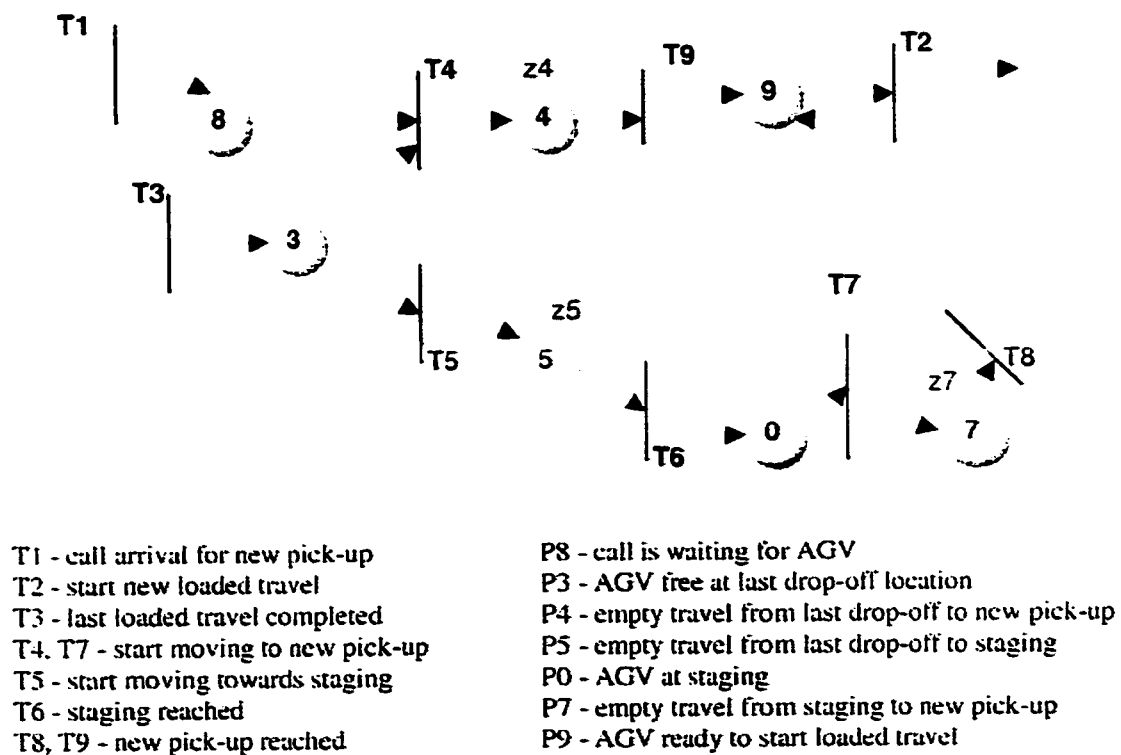 T1
T4
z4
T9
T2
8
4
9
T3
3
T7
z5
T5
5
T8
z7
0
7
T6
T1 - call arrival for new pick-up
T2 - start new loaded travel
T3 - last loaded travel completed
T4, T7 - start moving to new pick-up
T5 - start moving towards staging
T6 - staging reached
T8, T9 - new pick-up reached
P8 - call is waiting for AGV
P3 - AGV free at last drop-off location
P4 - empty travel from last drop-off to new pick-up
P5 - empty travel from last drop-off to staging
P0 - AGV at staging
P7 - empty travel from staging to new pick-up
P9 - AGV ready to start loaded travel